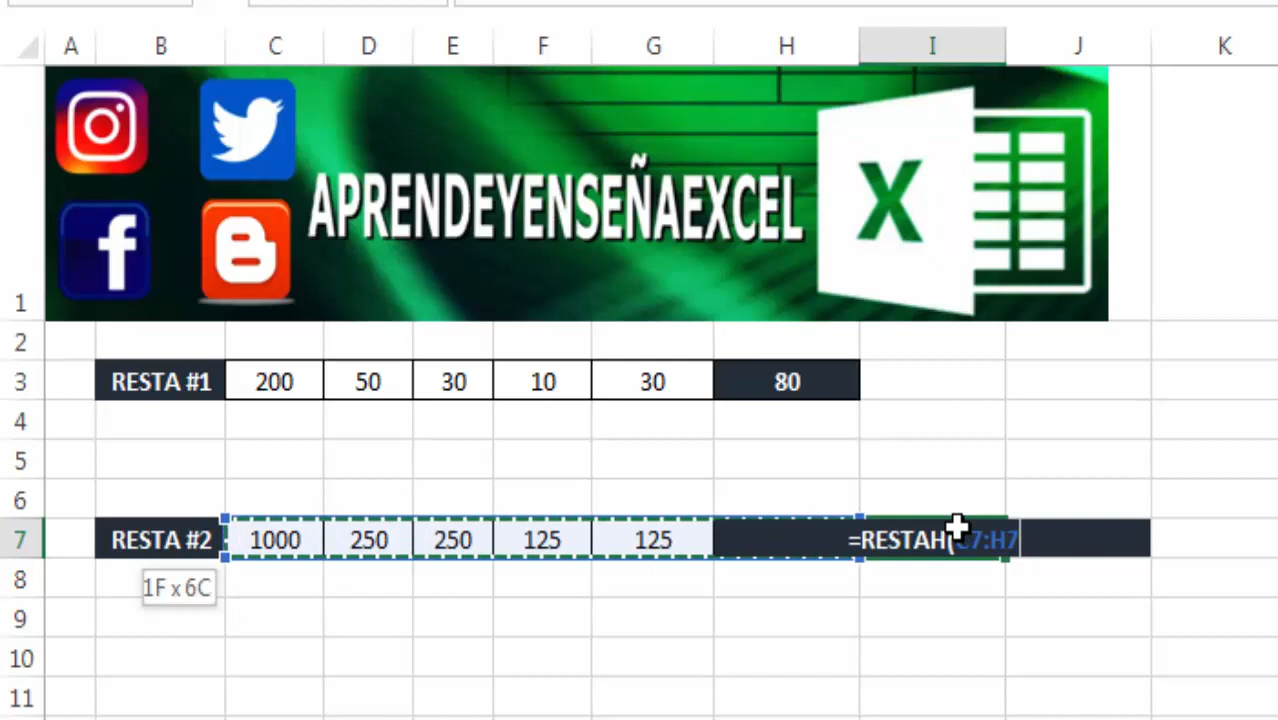 A B C D E F G H I J K
f
APRENDEYENSEÑAEXCEL X
1
2
3 RESTA #1 200 50 30 10 30 80
4
5
6
7 RESTA #2 1000 250 250 125 125 =RESTAH(C7:H7
8 1F x 6C
9
10
11